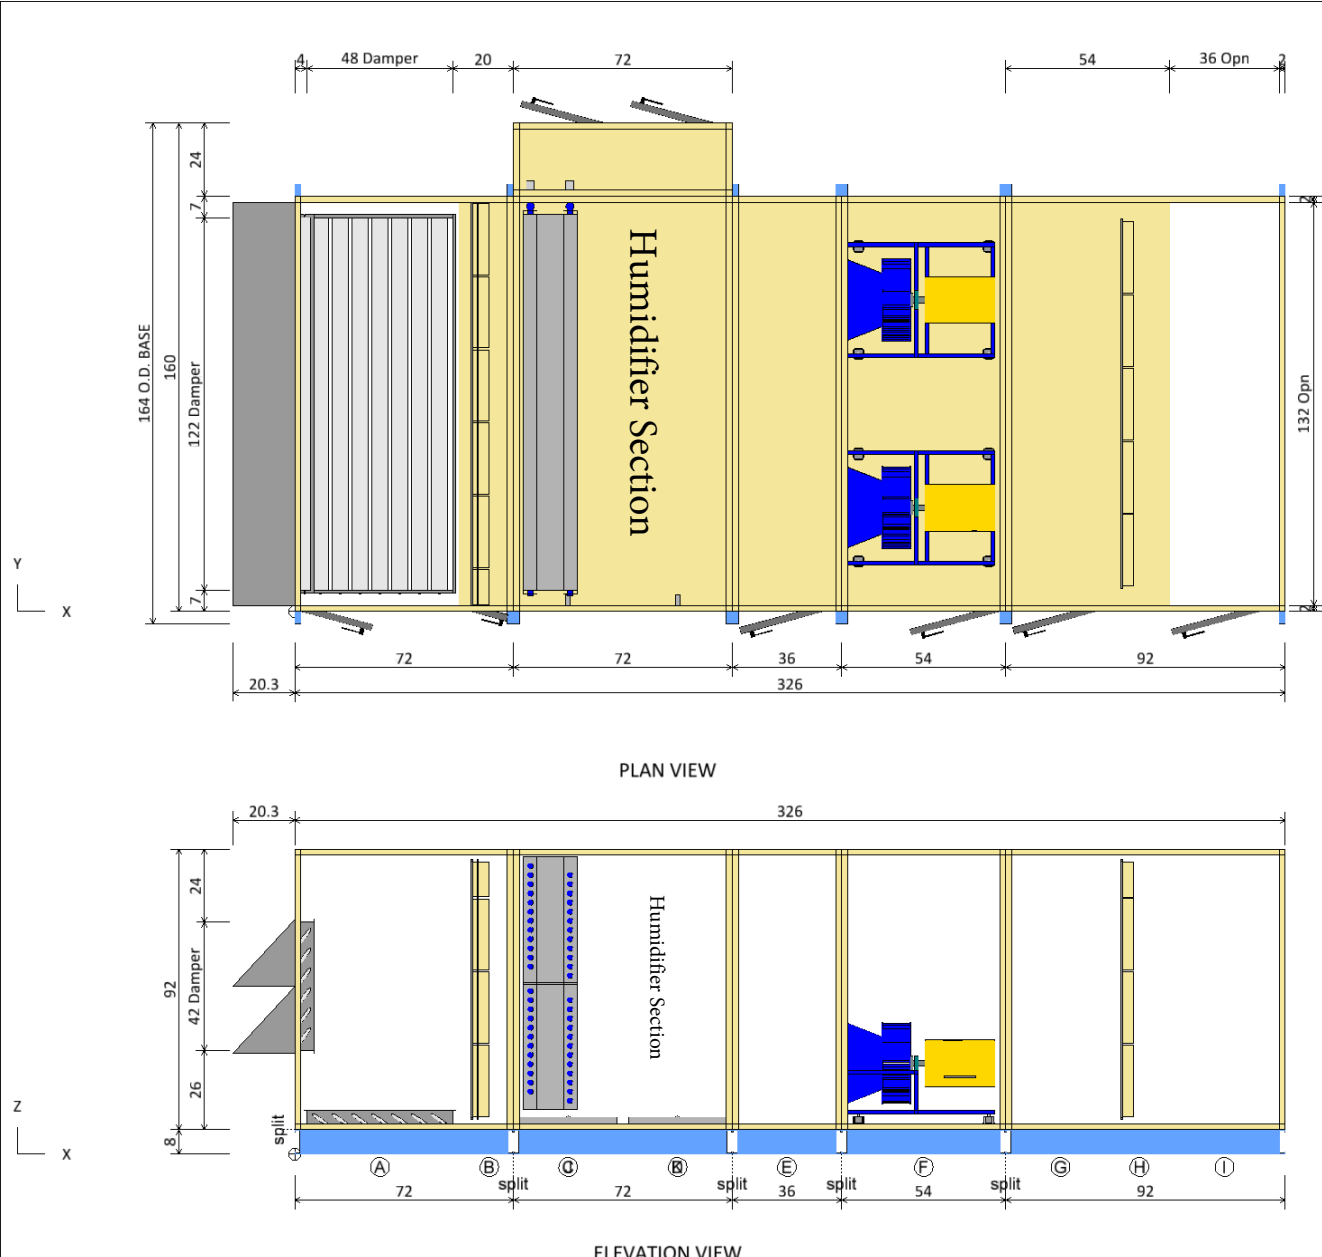 4 48 Damper 20 72 54 36 Opn 2
24
7
164 O.D. BASE
160
122 Damper
7
Humidifier Section
2
132 Opn
2
Y
X
72 72 36 54 92
20.3 326
PLAN VIEW
20.3 326
24
92
42 Damper
26
8
Humidifier Section
Z
X
split
A B C E F G H I
split split split split
72 72 36 54 92
ELEVATION VIEW